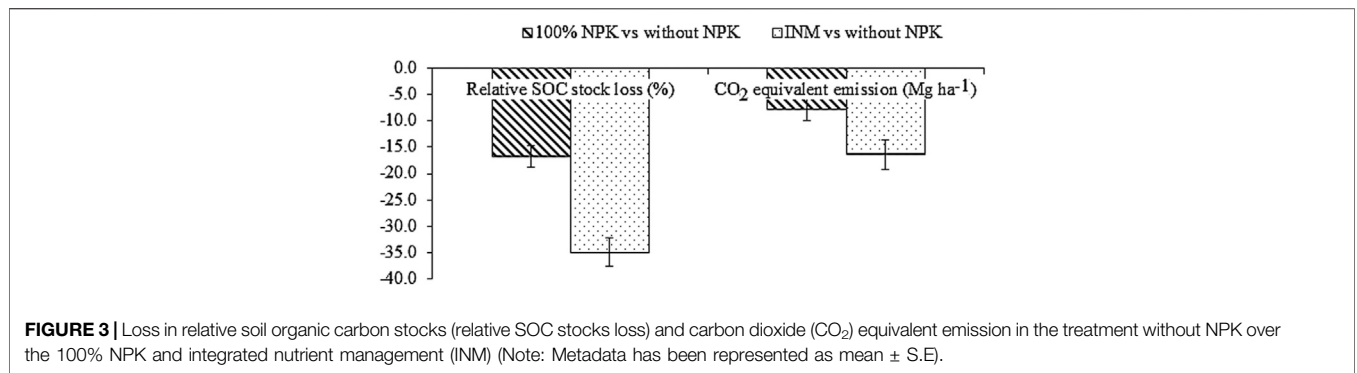 100% NPK vs without NPK INM vs without NPK
0.0
-5.0
-10.0
-15.0
-20.0
-25.0
-30.0
-35.0
-40.0
Relative SOC stock loss (%) CO₂ equivalent emission (Mg ha⁻¹)
FIGURE 3 | Loss in relative soil organic carbon stocks (relative SOC stocks loss) and carbon dioxide (CO₂) equivalent emission in the treatment without NPK over
the 100% NPK and integrated nutrient management (INM) (Note: Metadata has been represented as mean ± S.E).